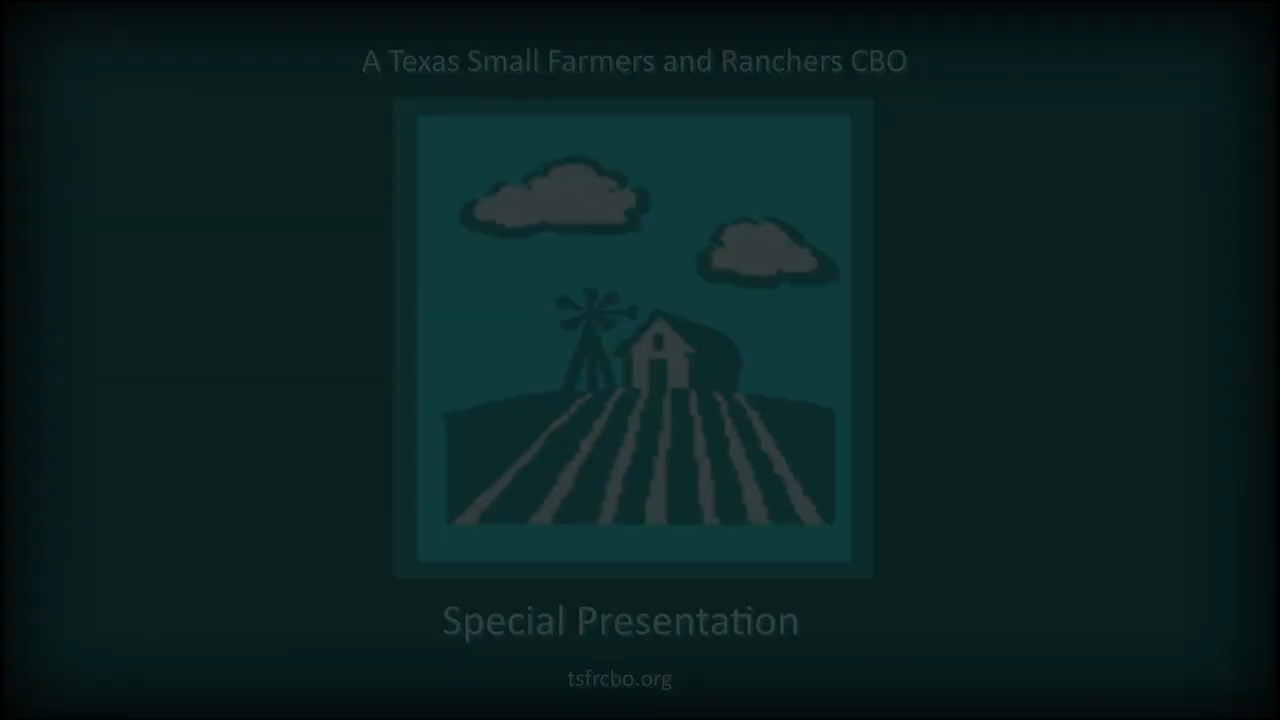 A Texas Small Farmers and Ranchers CBO
Special Presentation
tsfrcbo.org